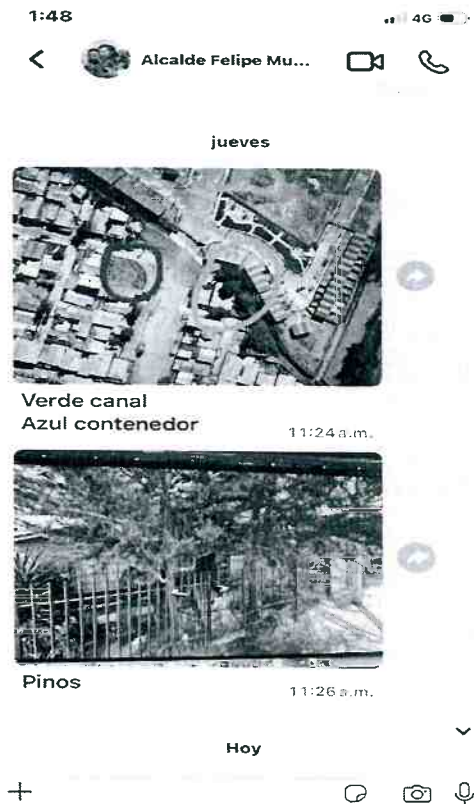 1:48
4G
Alcalde Felipe Mu...
jueves
Verde canal
Azul contenedor
11:24 a.m.
Pinos
11:26 a.m.
Hoy